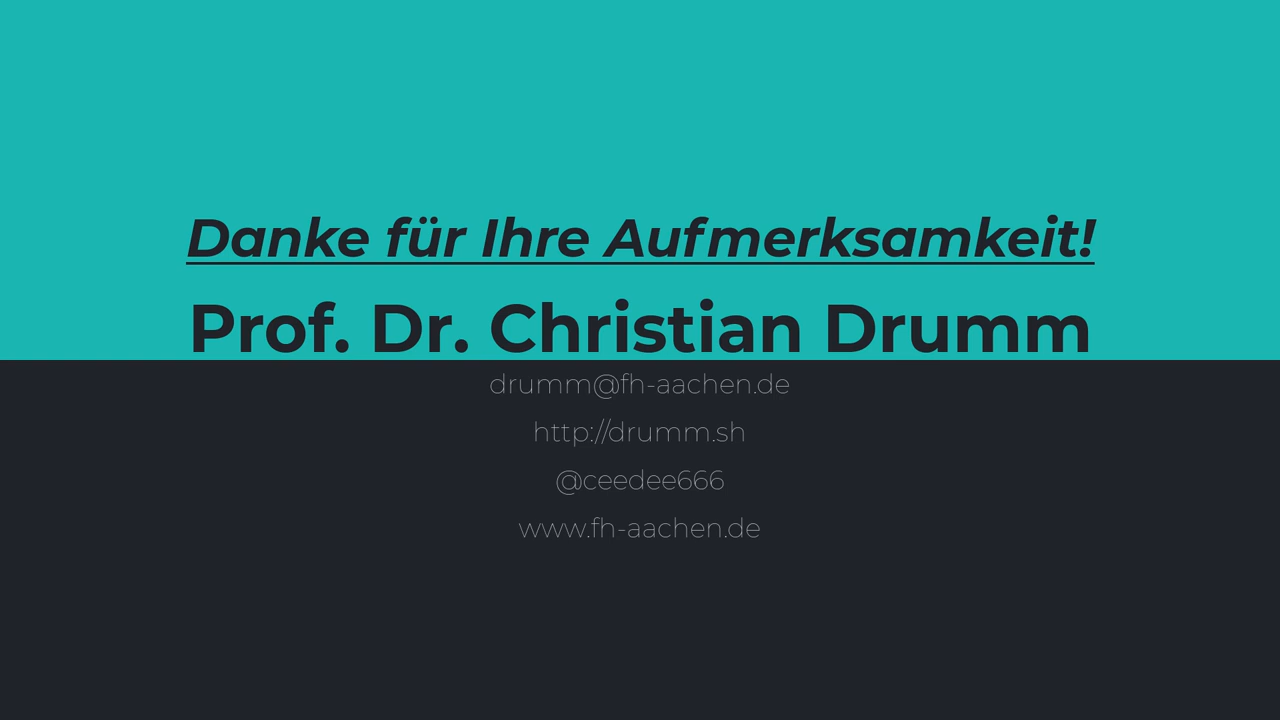 Danke für Ihre Aufmerksamkeit!
Prof. Dr. Christian Drumm
drumm@fh-aachen.de
http://drumm.sh
@ceedee666
www.fh-aachen.de